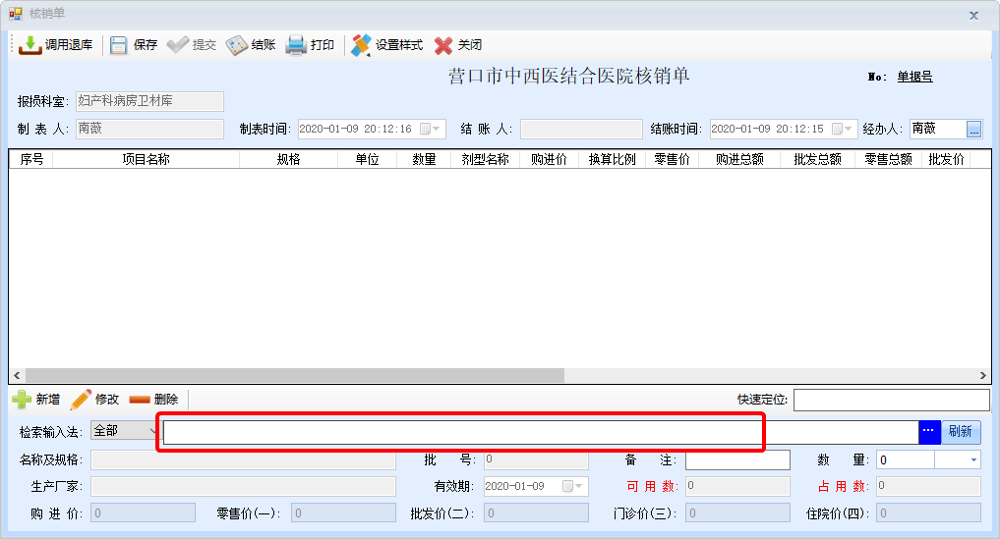 核销单
调用退库 保存 提交 结账 打印 设置样式 关闭
营口市中西医结合医院核销单 No: 单据号
报损科室: 妇产科病房卫材库
制 表 人: 南薇 制表时间: 2020-01-09 20:12:16 结 账 人: 结账时间: 2020-01-09 20:12:15 经办人: 南薇 ...
序号 项目名称 规格 单位 数量 剂型名称 购进价 换算比例 零售价 购进总额 批发总额 零售总额 批发价
新增 修改 删除 快速定位:
检索输入法: 全部 ... 刷新
名称及规格: 批 号: 0 备 注: 数 量: 0
生产厂家: 有效期: 2020-01-09 可 用 数: 0 占 用 数: 0
购 进 价: 0 零售价(一): 0 批发价(二): 0 门诊价(三): 0 住院价(四): 0